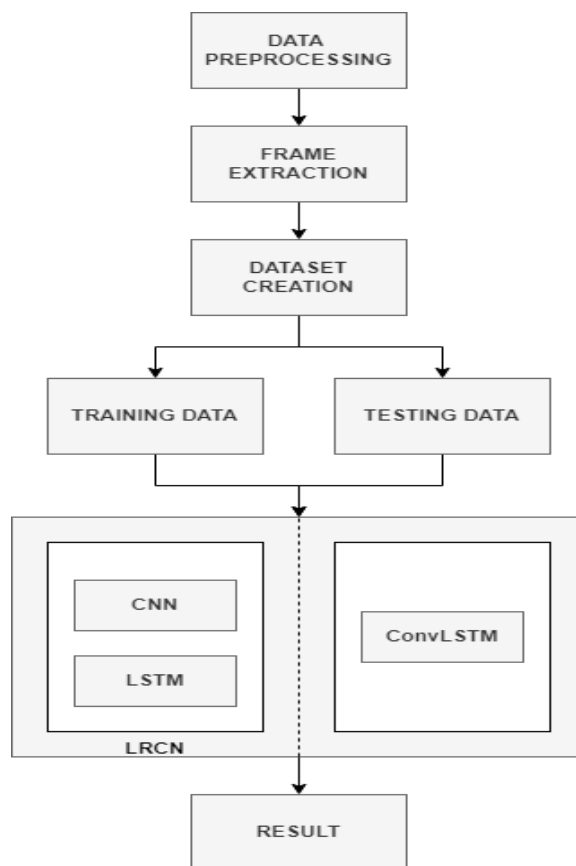 DATA
PREPROCESSING
FRAME
EXTRACTION
DATASET
CREATION
TRAINING DATA
TESTING DATA
CNN
LSTM
ConvLSTM
LRCN
RESULT